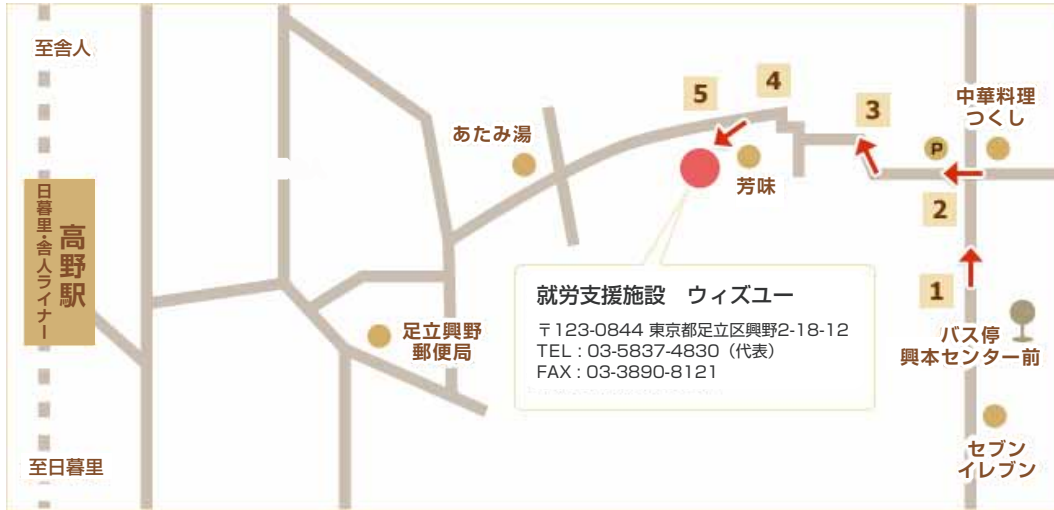 至舎人
日暮里・舎人ライナー
高野駅
至日暮里
あたみ湯
足立興野
郵便局
5
4
芳味
3
中華料理
つくし
P
2
1
バス停
興本センター前
セブン
イレブン
就労支援施設　ウィズユー
〒123-0844 東京都足立区興野2-18-12
TEL : 03-5837-4830（代表）
FAX : 03-3890-8121